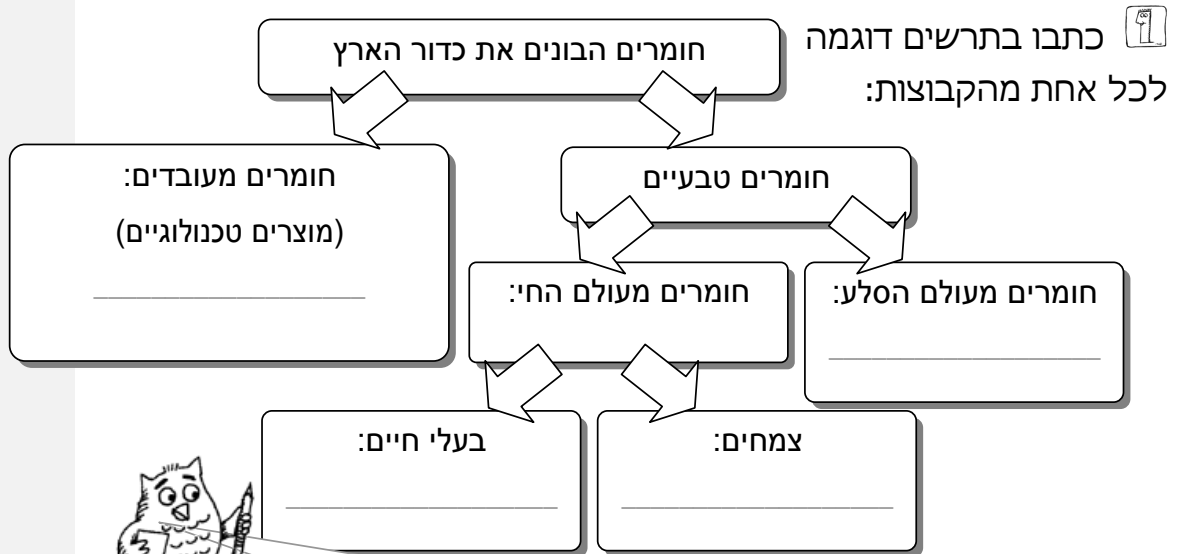 1 כתבו בתרשים דוגמה
לכל אחת מהקבוצות:
חומרים הבונים את כדור הארץ
חומרים טבעיים
חומרים מעובדים:
(מוצרים טכנולוגיים)
חומרים מעולם הסלע:
חומרים מעולם החי:
צמחים:
בעלי חיים: